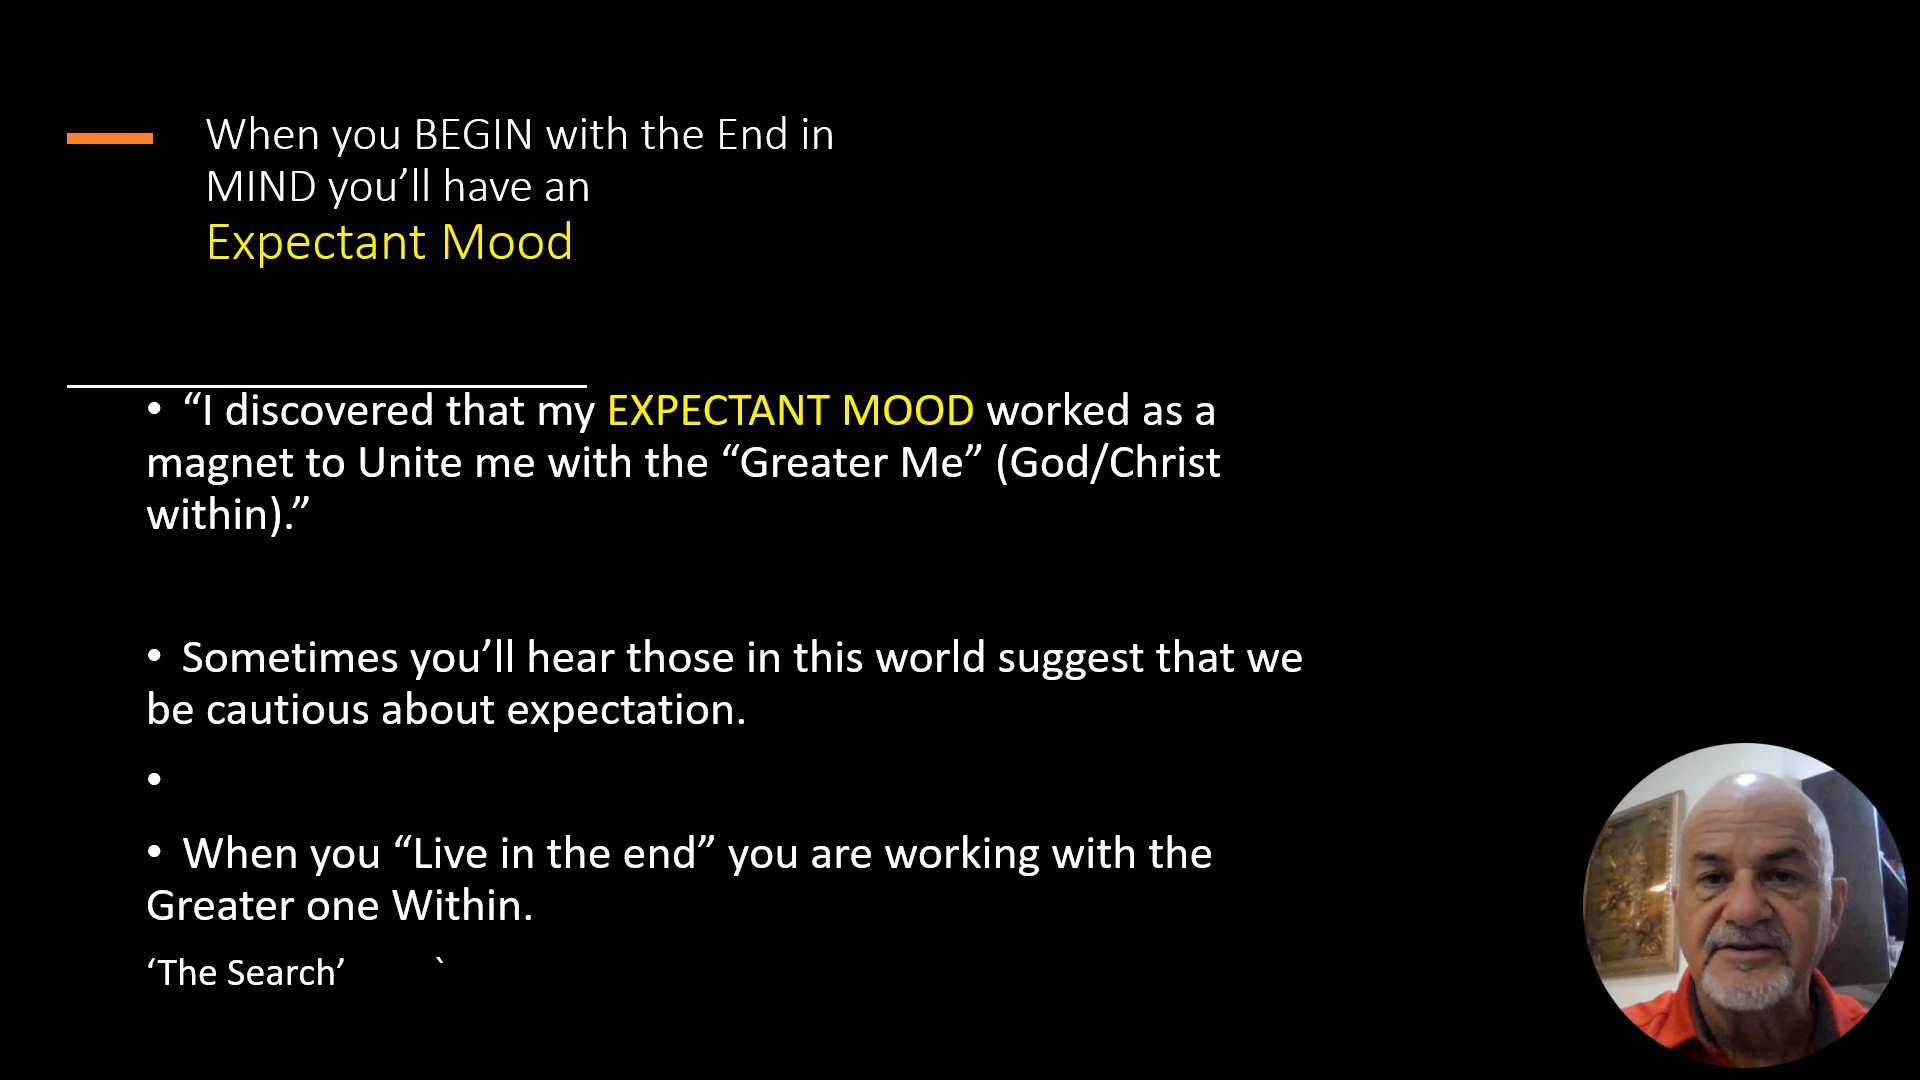 When you BEGIN with the End in
MIND you’ll have an
Expectant Mood
• “I discovered that my EXPECTANT MOOD worked as a
magnet to Unite me with the “Greater Me” (God/Christ
within).”
• Sometimes you’ll hear those in this world suggest that we
be cautious about expectation.
•
• When you “Live in the end” you are working with the
Greater one Within.
‘The Search’ `